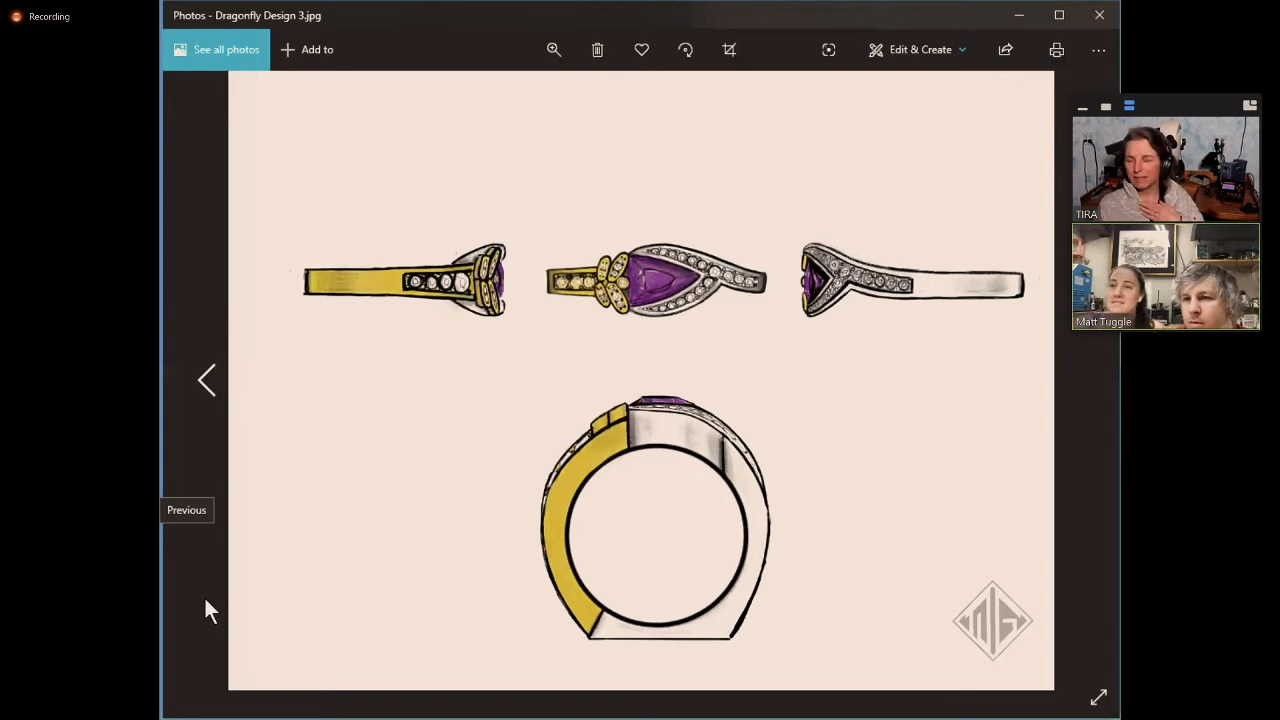 Recording
Photos - Dragonfly Design 3.jpg
See all photos
Add to
Edit & Create
TIRA
Matt Tuggle
Previous